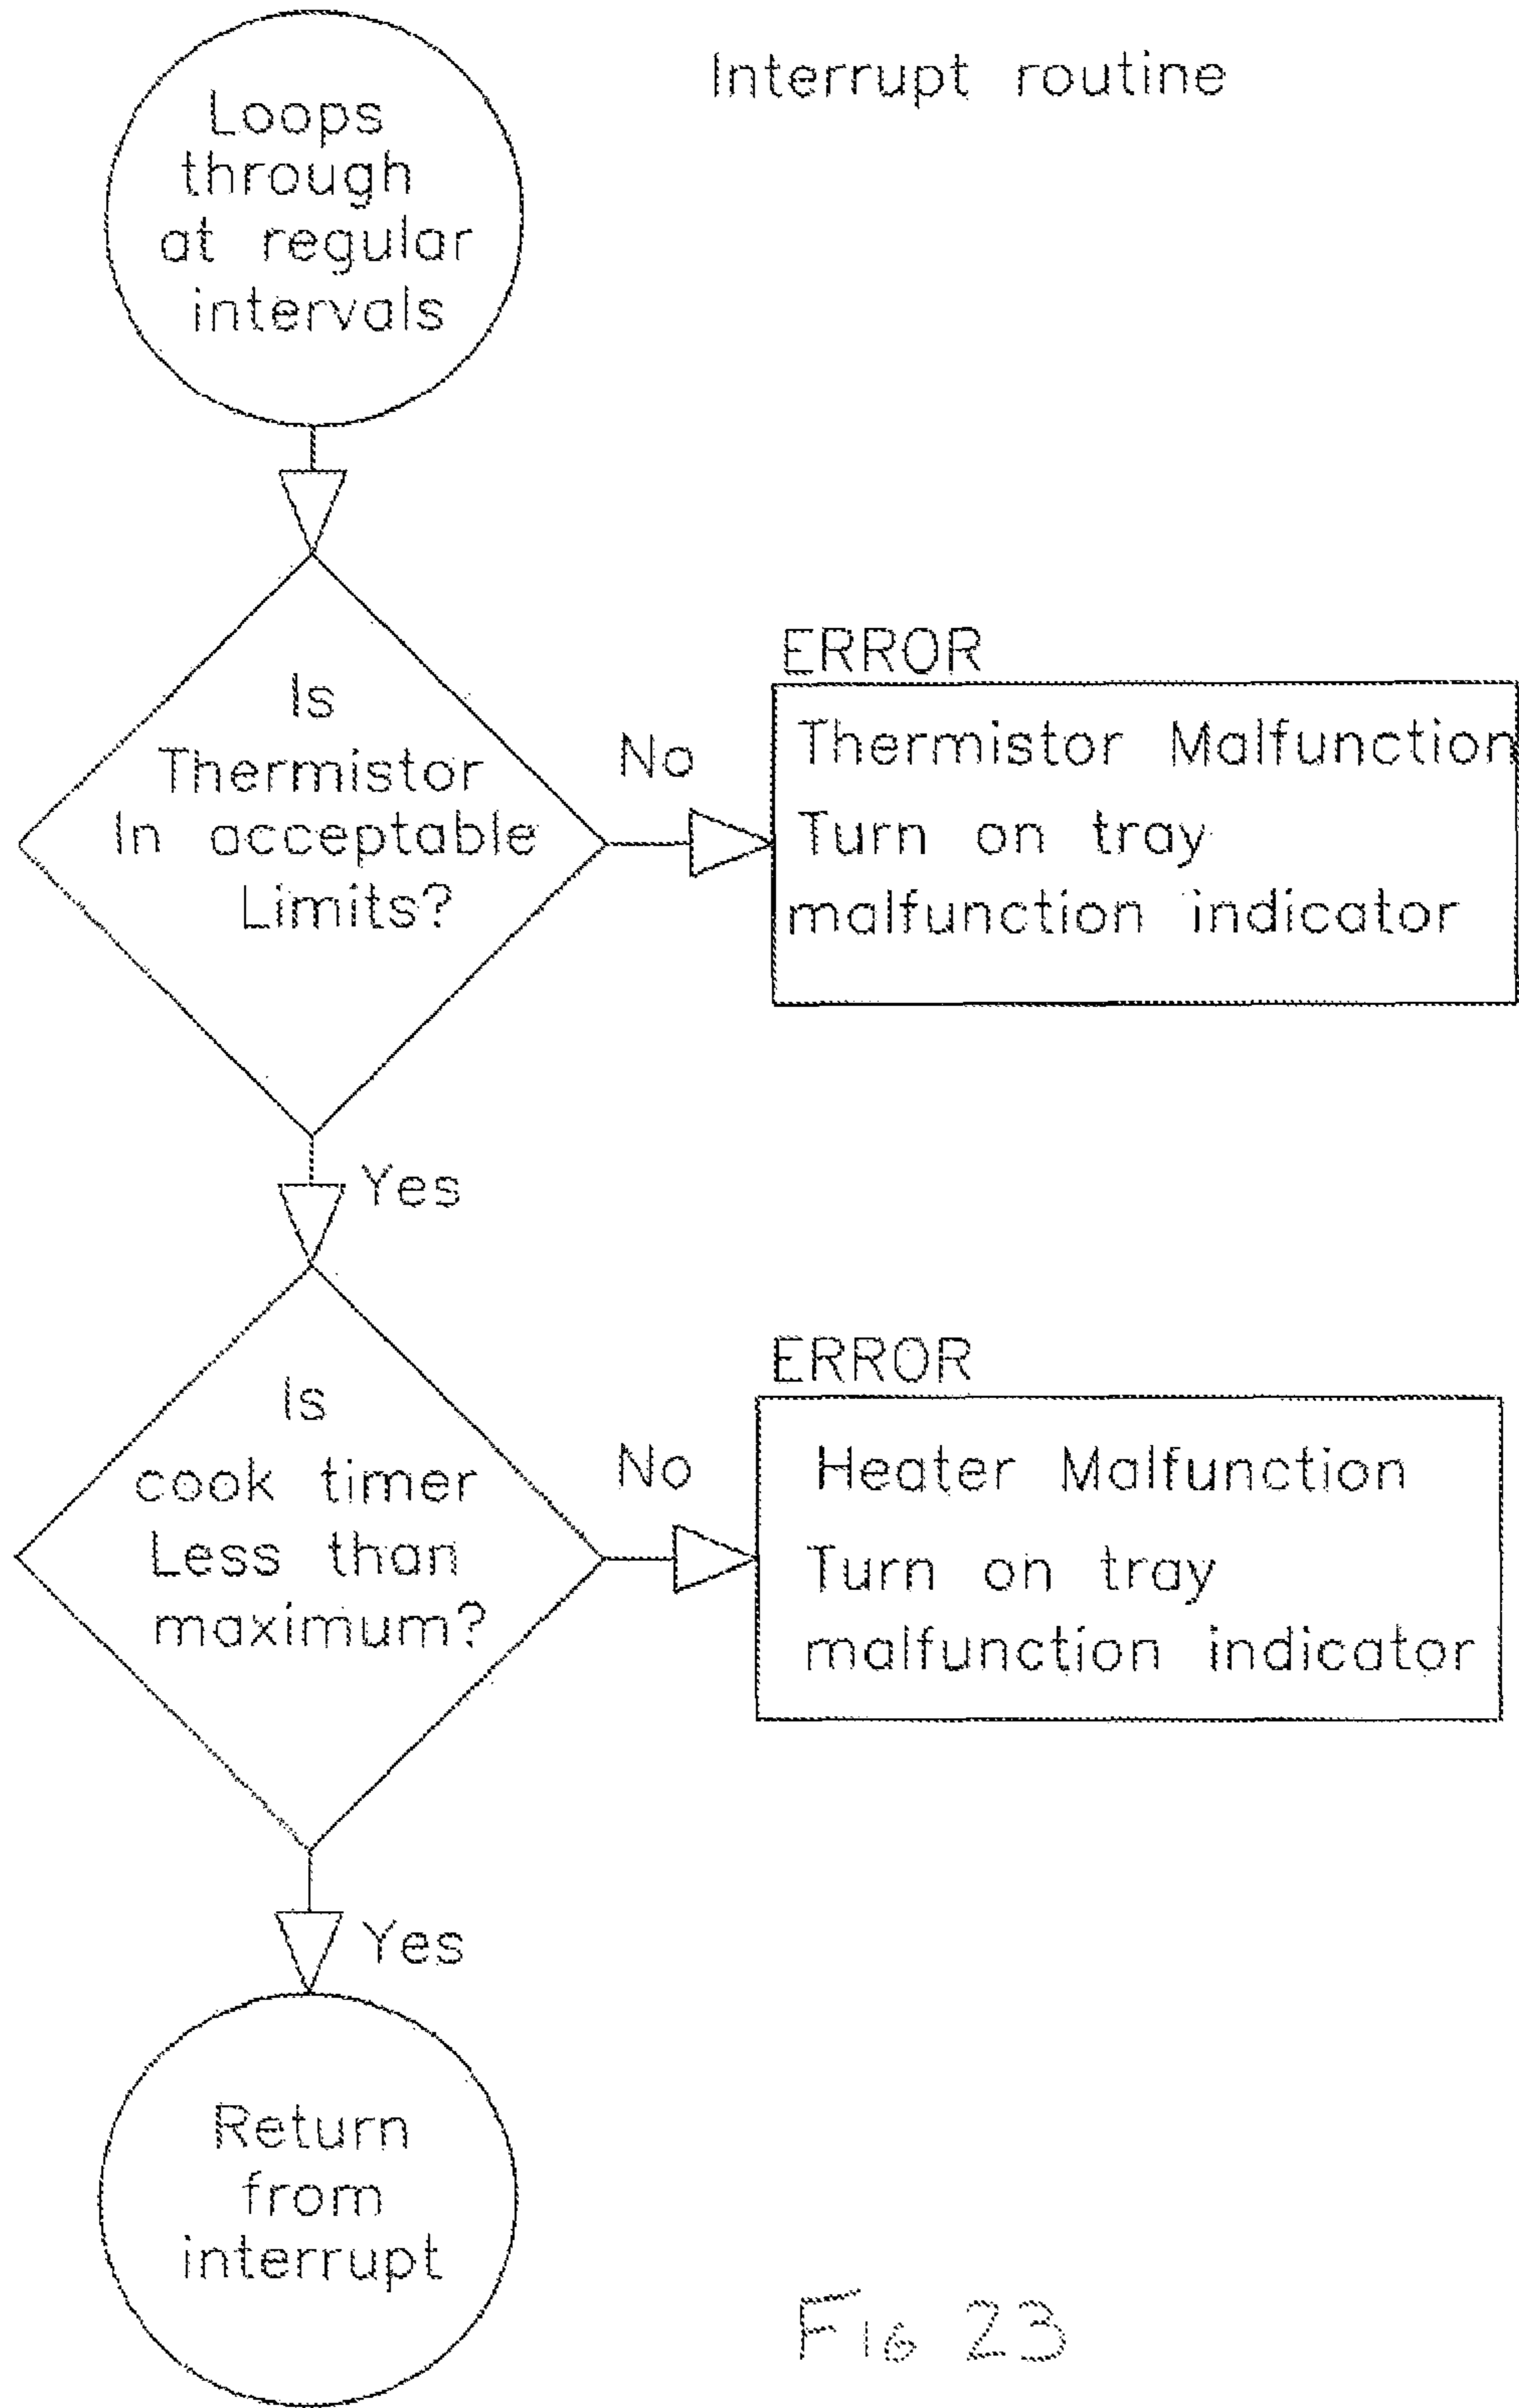 Interrupt routine
Loops
through
at regular
intervals
Is
Thermistor
In acceptable
Limits?
No
ERROR
Thermistor Malfunction
Turn on tray
malfunction indicator
Yes
Is
cook timer
Less than
maximum?
No
ERROR
Heater Malfunction
Turn on tray
malfunction indicator
Yes
Return
from
interrupt
FIG 23